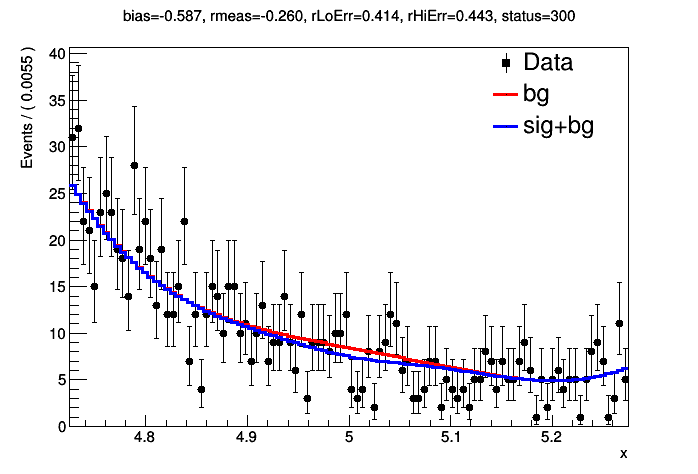 bias=-0.587, rmeas=-0.260, rLoErr=0.414, rHiErr=0.443, status=300
Events / ( 0.0055 )
40
35
30
25
20
15
10
5
0
Data
bg
sig+bg
4.8
4.9
5
5.1
5.2
x